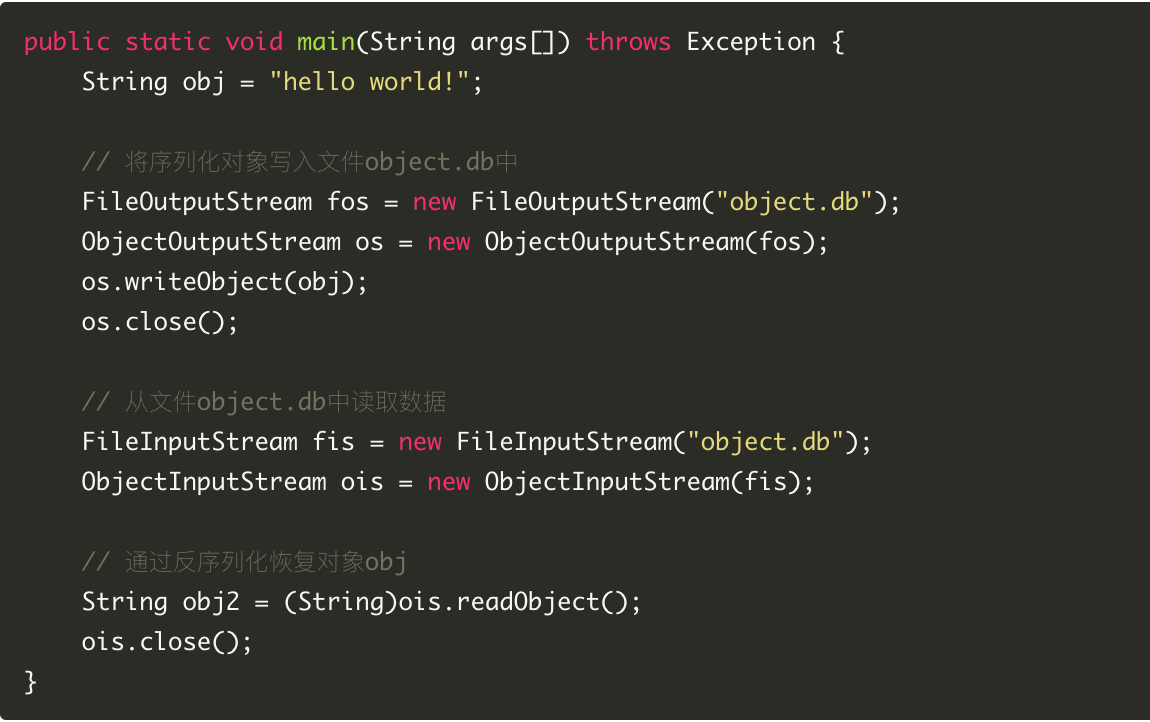 public static void main(String args[]) throws Exception {
    String obj = "hello world!";

    // 将序列化对象写入文件object.db中
    FileOutputStream fos = new FileOutputStream("object.db");
    ObjectOutputStream os = new ObjectOutputStream(fos);
    os.writeObject(obj);
    os.close();

    // 从文件object.db中读取数据
    FileInputStream fis = new FileInputStream("object.db");
    ObjectInputStream ois = new ObjectInputStream(fis);

    // 通过反序列化恢复对象obj
    String obj2 = (String)ois.readObject();
    ois.close();
}